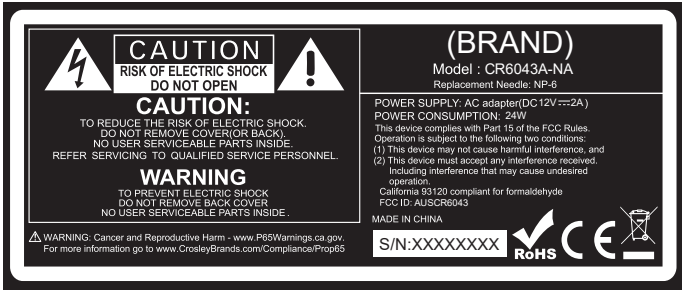 CAUTION
RISK OF ELECTRIC SHOCK
DO NOT OPEN
CAUTION:
TO REDUCE THE RISK OF ELECTRIC SHOCK.
DO NOT REMOVE COVER(OR BACK).
NO USER SERVICEABLE PARTS INSIDE.
REFER SERVICING TO QUALIFIED SERVICE PERSONNEL.
WARNING
TO PREVENT ELECTRIC SHOCK
DO NOT REMOVE BACK COVER
NO USER SERVICEABLE PARTS INSIDE .
WARNING: Cancer and Reproductive Harm - www.P65Warnings.ca.gov.
For more information go to www.CrosleyBrands.com/Compliance/Prop65
(BRAND)
Model : CR6043A-NA
Replacement Needle: NP-6
POWER SUPPLY: AC adapter(DC12V⎓2A )
POWER CONSUMPTION: 24W
This device complies with Part 15 of the FCC Rules.
Operation is subject to the following two conditions:
(1) This device may not cause harmful interference, and
(2) This device must accept any interference received.
Including interference that may cause undesired
operation.
California 93120 compliant for formaldehyde
FCC ID: AUSCR6043
MADE IN CHINA
S/N:XXXXXXXX
RoHS
CE